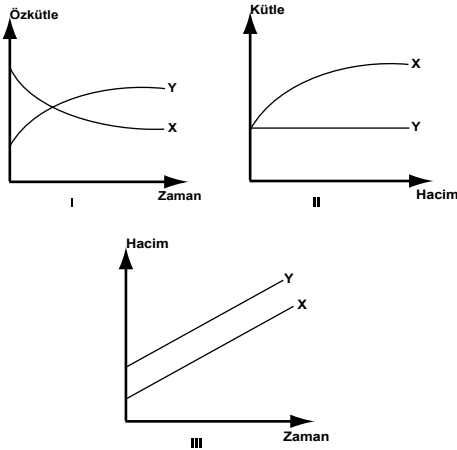 Özkütle
Y
X
Zaman
I
Kütle
X
Y
Hacim
II
Hacim
Y
X
Zaman
III